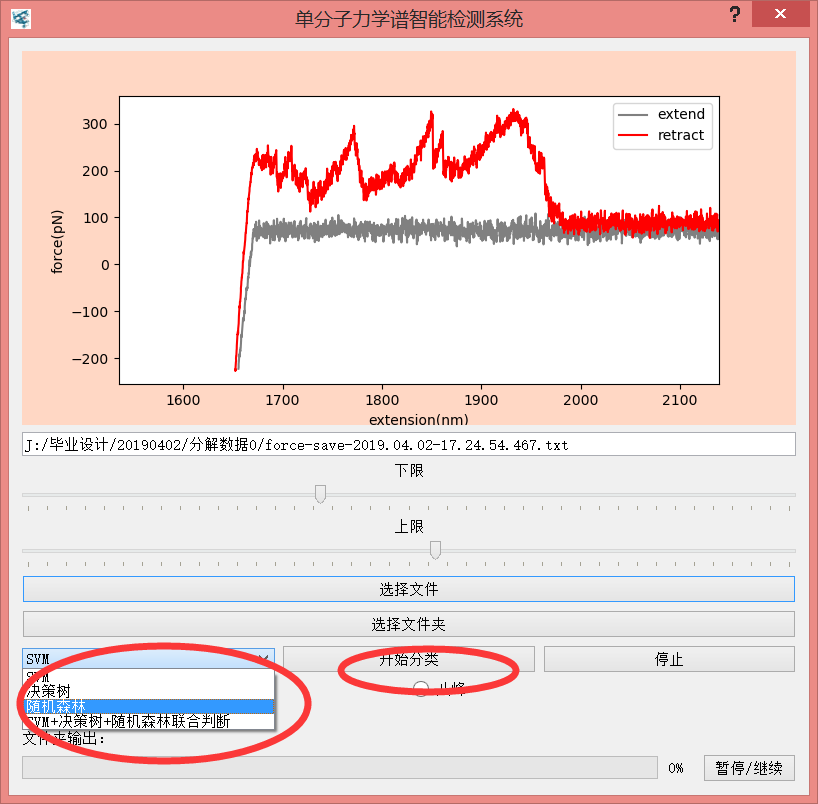 单分子力学谱智能检测系统
?
extend
retract
300
200
100
0
−100
−200
force(pN)
1600 1700 1800 1900 2000 2100
extension(nm)
J:/毕业设计/20190402/分解数据0/force-save-2019.04.02-17.24.54.467.txt
下限
上限
选择文件
选择文件夹
SVM 开始分类 停止
SVM
决策树
随机森林
SVM+决策树+随机森林联合判断
文件夹输出:
0% 暂停/继续